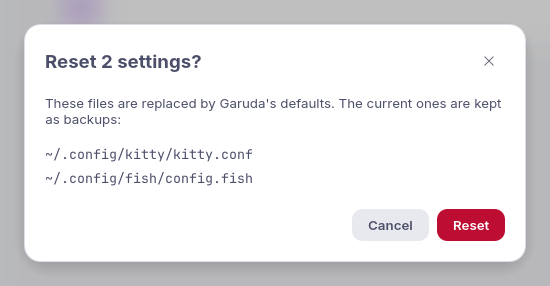 Reset 2 settings?
These files are replaced by Garuda's defaults. The current ones are kept
as backups:
~/.config/kitty/kitty.conf
~/.config/fish/config.fish
Cancel
Reset